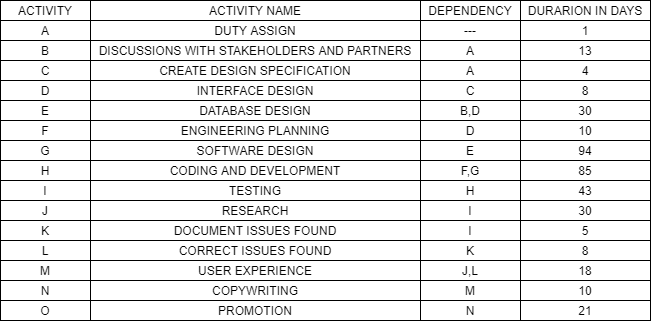 ACTIVITY ACTIVITY NAME DEPENDENCY DURARION IN DAYS
A DUTY ASSIGN --- 1
B DISCUSSIONS WITH STAKEHOLDERS AND PARTNERS A 13
C CREATE DESIGN SPECIFICATION A 4
D INTERFACE DESIGN C 8
E DATABASE DESIGN B,D 30
F ENGINEERING PLANNING D 10
G SOFTWARE DESIGN E 94
H CODING AND DEVELOPMENT F,G 85
I TESTING H 43
J RESEARCH I 30
K DOCUMENT ISSUES FOUND I 5
L CORRECT ISSUES FOUND K 8
M USER EXPERIENCE J,L 18
N COPYWRITING M 10
O PROMOTION N 21